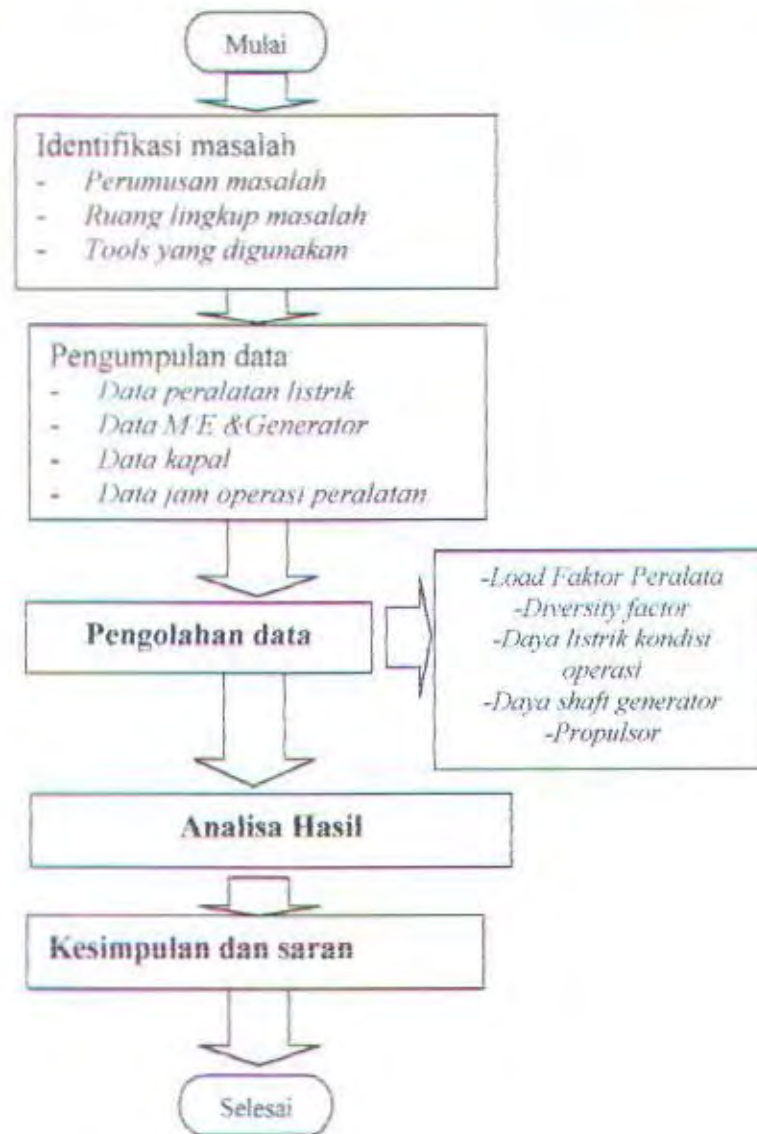 Mulai
Identifikasi masalah
- Perumusan masalah
- Ruang lingkup masalah
- Tools yang digunakan
Pengumpulan data
- Data peralatan listrik
- Data M/E &Generator
- Data kapal
- Data jam operasi peralatan
Pengolahan data
-Load Faktor Peralata
-Diversity factor
-Daya listrik kondisi
operasi
-Daya shaft generator
-Propulsor
Analisa Hasil
Kesimpulan dan saran
Selesai